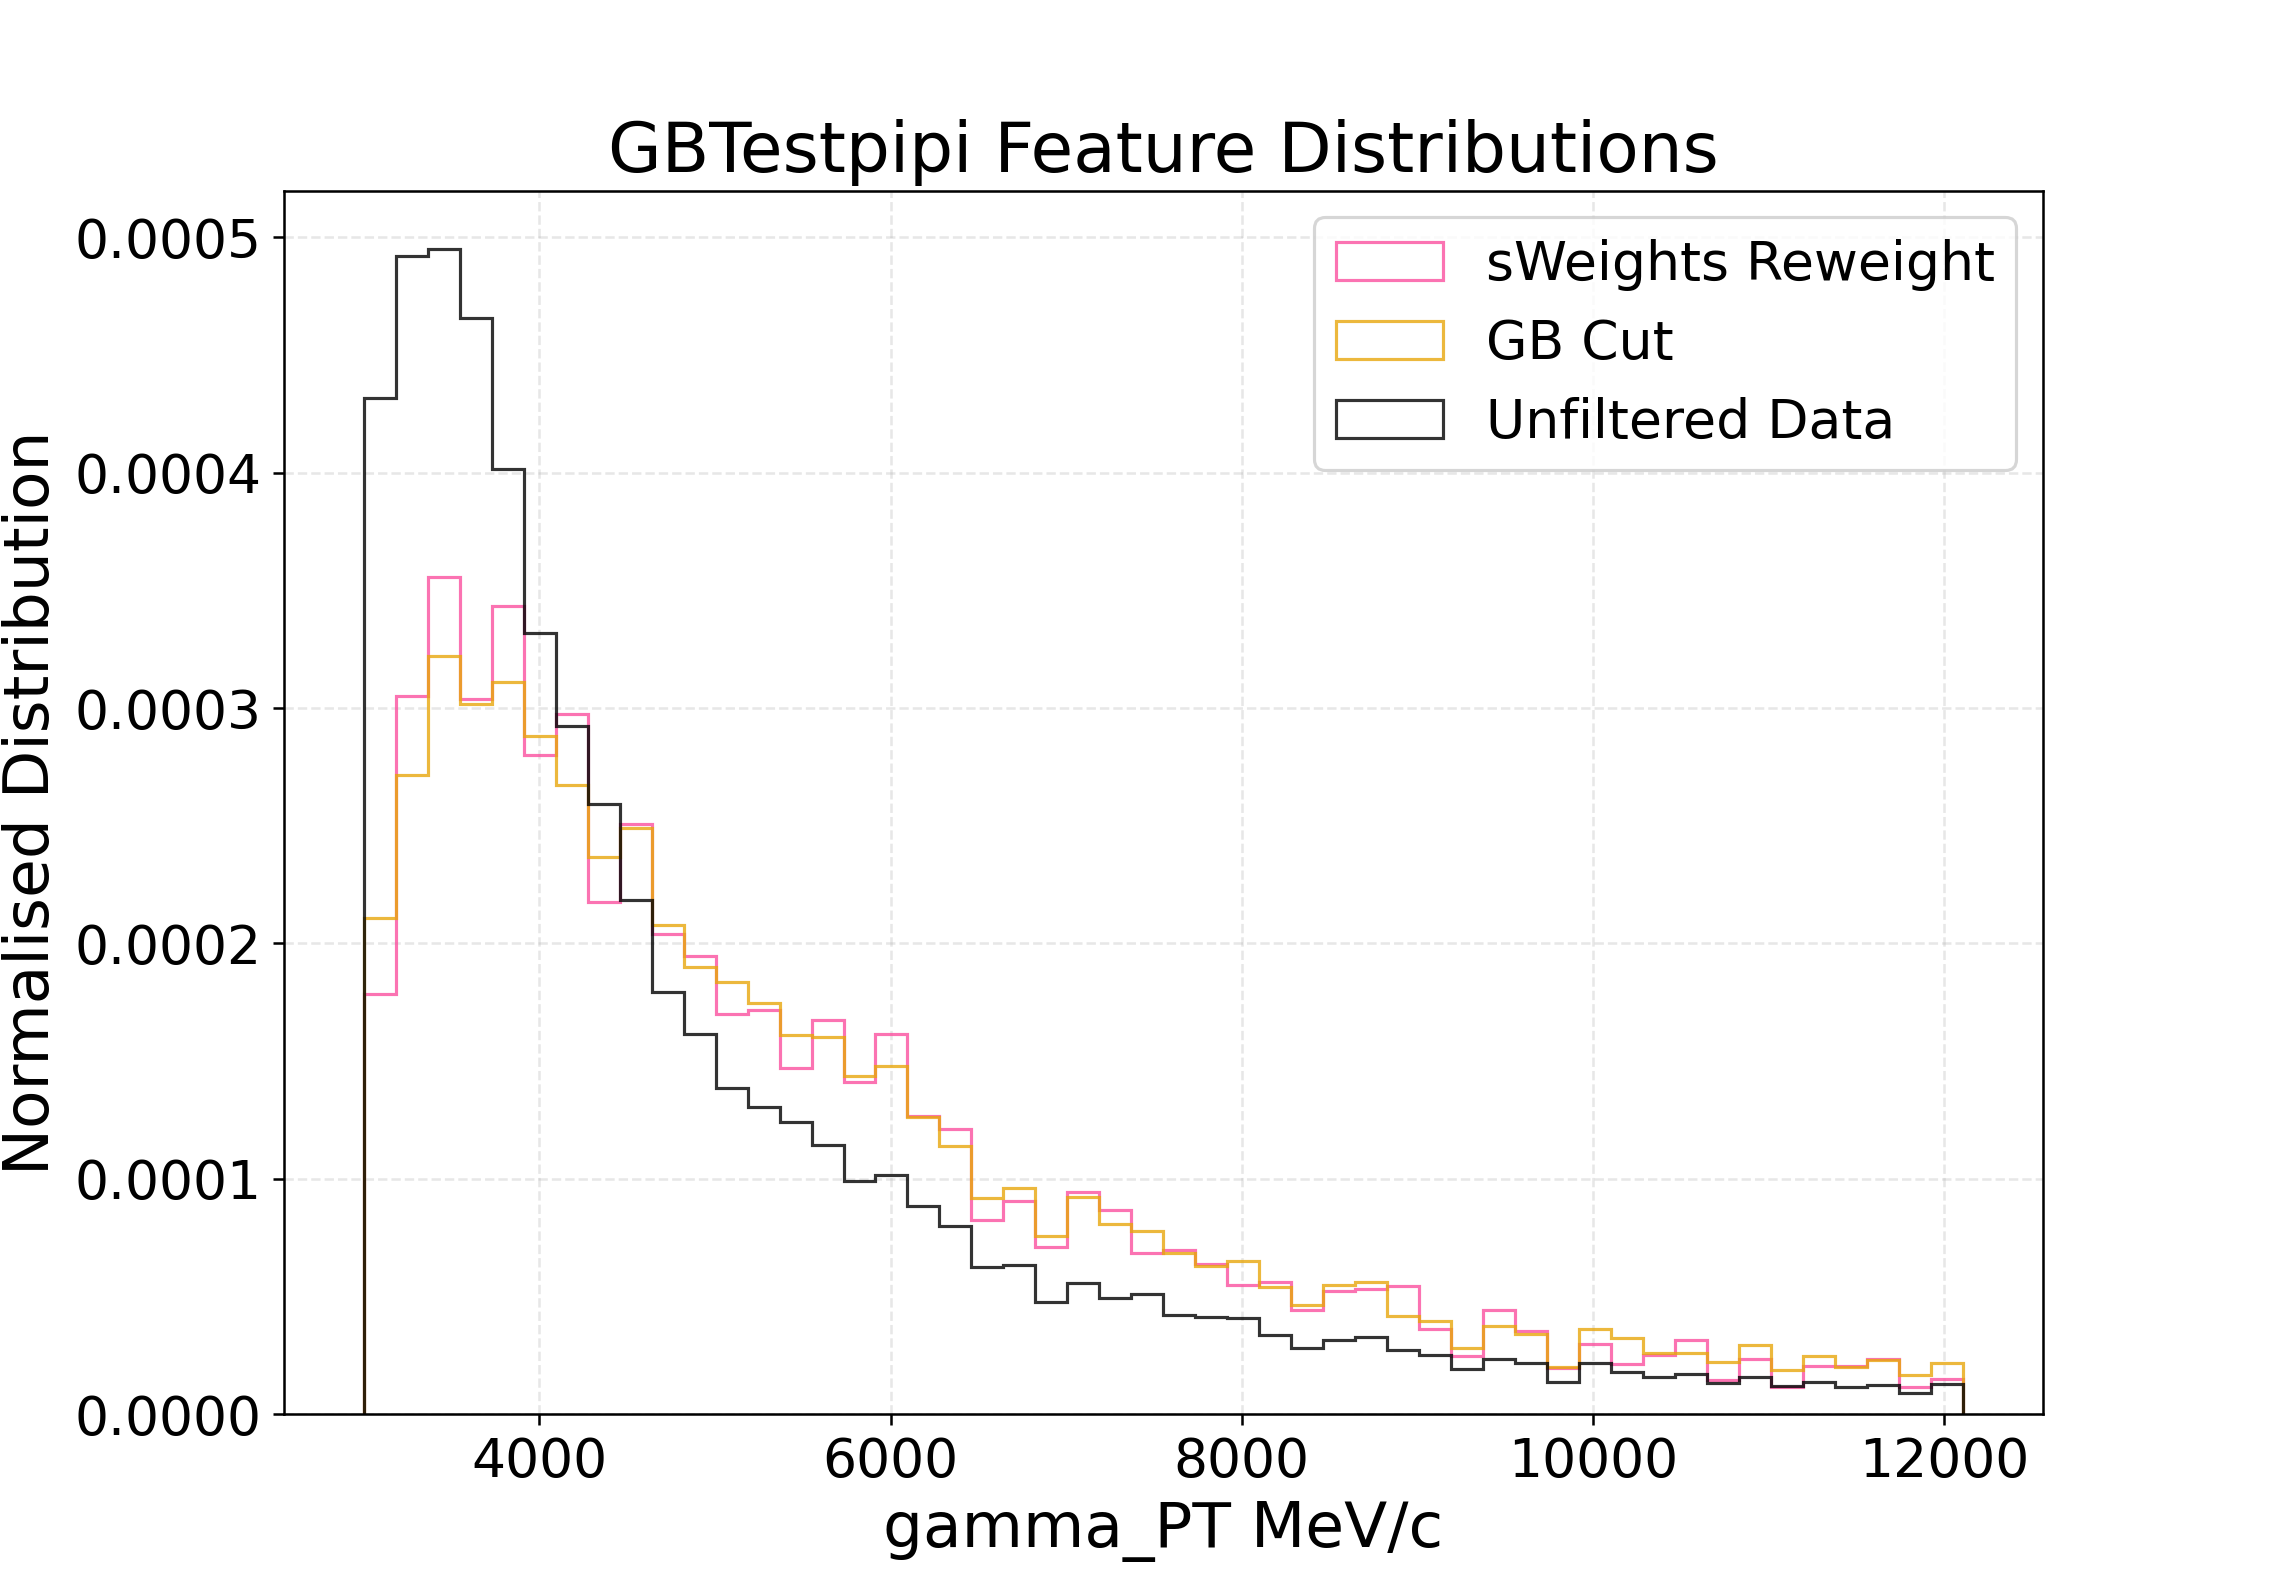 GBTestpipi Feature Distributions
sWeights Reweight
GB Cut
Unfiltered Data
Normalised Distribution
0.0005
0.0004
0.0003
0.0002
0.0001
0.0000
4000 6000 8000 10000 12000
gamma_PT MeV/c